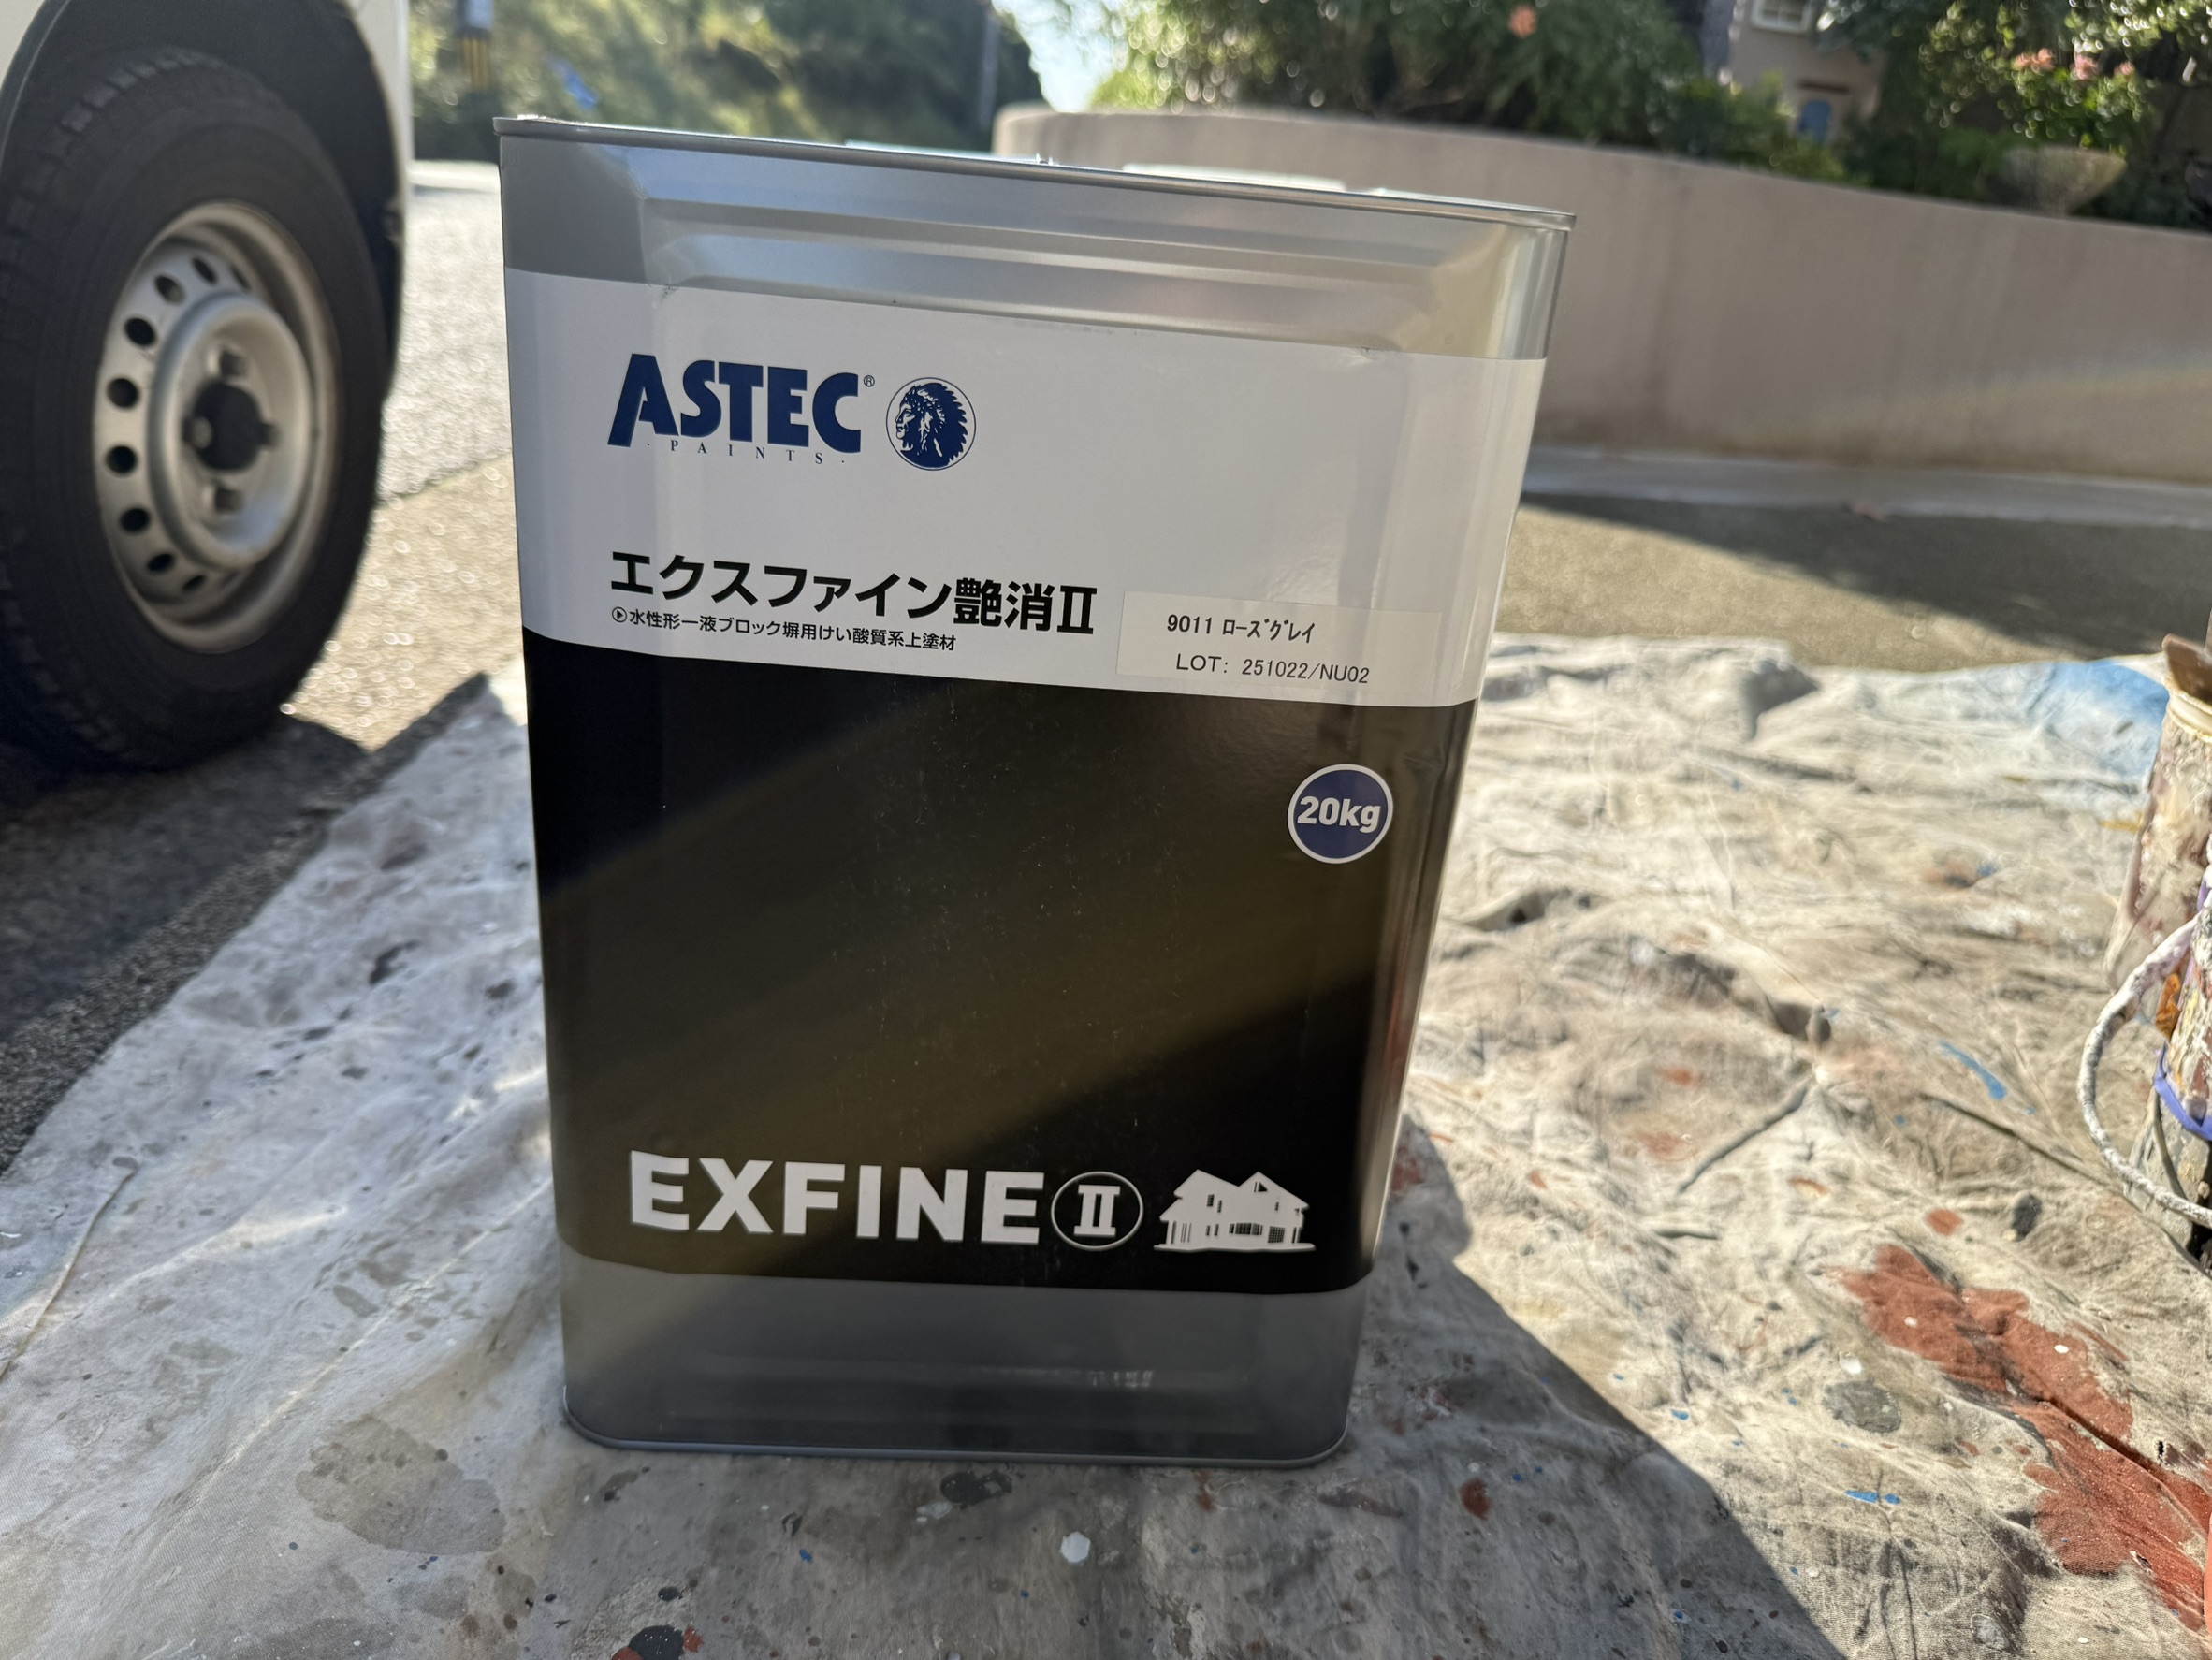 ASTEC®
·PAINTS·
エクスファイン艶消Ⅱ
水性形一液ブロック塀用けい酸質系上塗材
9011 ﾛｰｽﾞｸﾞﾚｲ
LOT: 251022/NU02
20kg
EXFINE Ⅱ